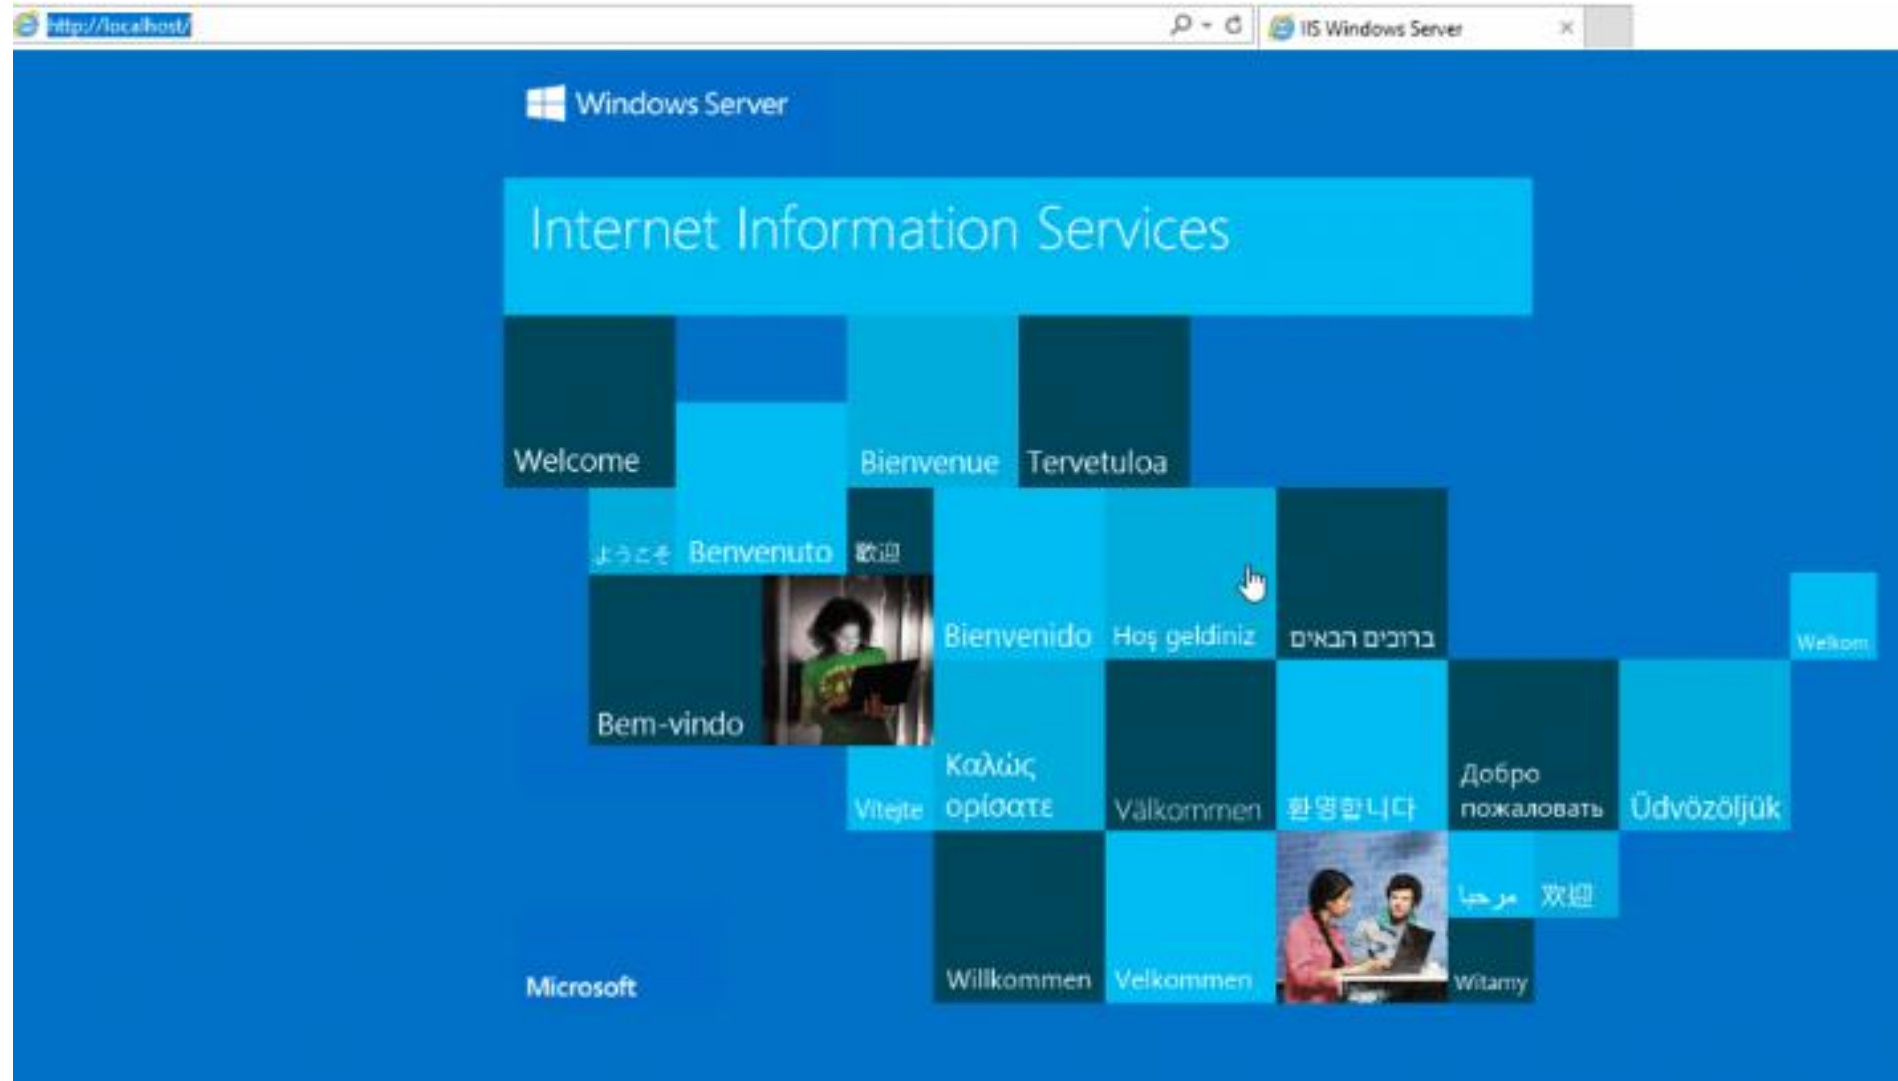 http://localhost/
IIS Windows Server
Windows Server
Internet Information Services
Welcome
Bienvenue
Tervetuloa
ようこそ
Benvenuto
歡迎
Bienvenido
Hoş geldiniz
ברוכים הבאים
Welkom
Bem-vindo
Vítejte
Καλώς
ορίσατε
Välkommen
환영합니다
Добро
пожаловать
Üdvözöljük
مرحبا
欢迎
Microsoft
Willkommen
Velkommen
Witamy